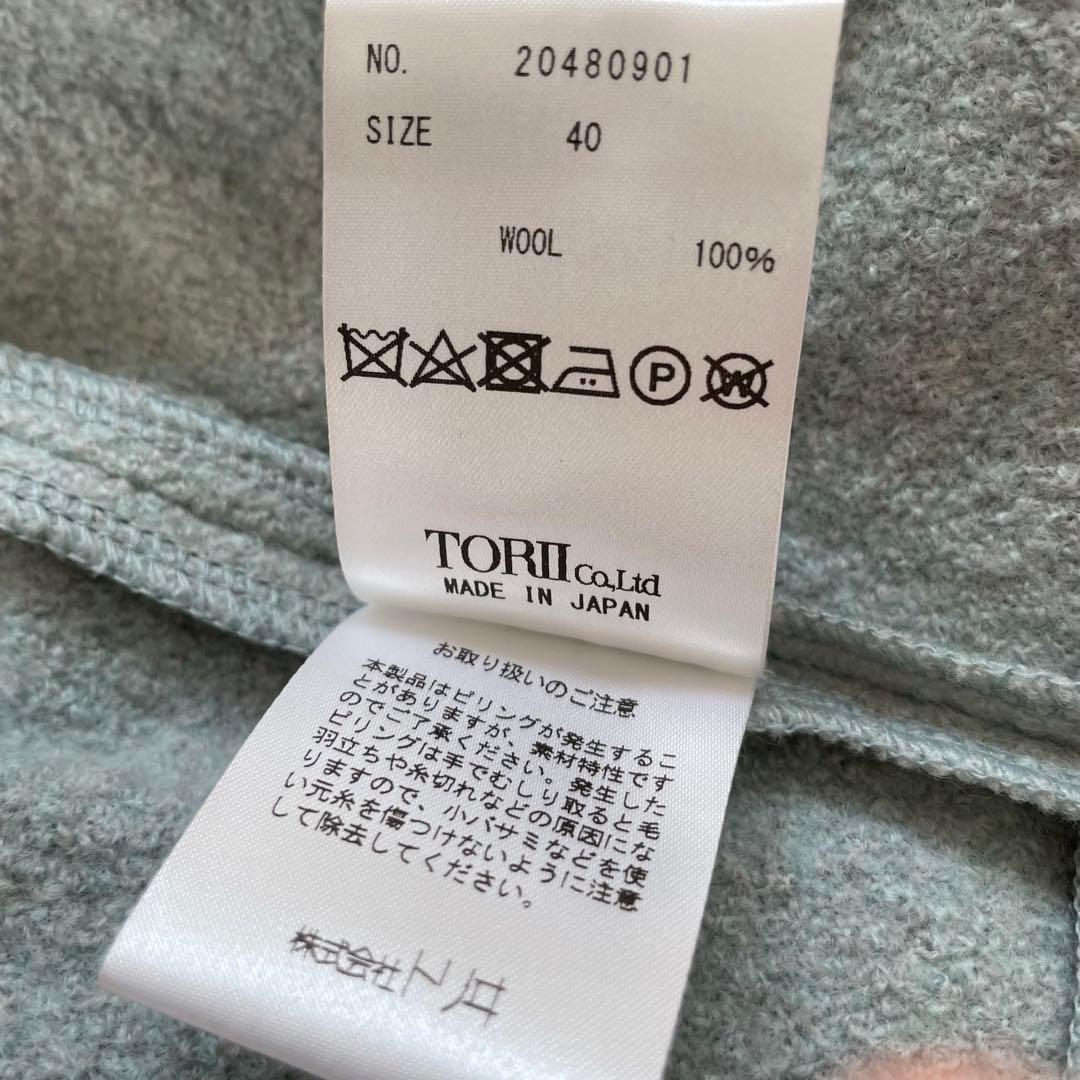 NO. 20480901
SIZE 40
WOOL 100%
P
W
TORII Co.,Ltd
MADE IN JAPAN
お取り扱いのご注意
本製品はピリングが発生するこ
とがありますが、素材特性です
のでご了承ください。発生した
ピリングは手でむしり取ると毛
羽立ちや糸切れなどの原因にな
りますので、小バサミなどを使
い元糸を傷つけないように注意
して除去してください。
株式会社トリヰ